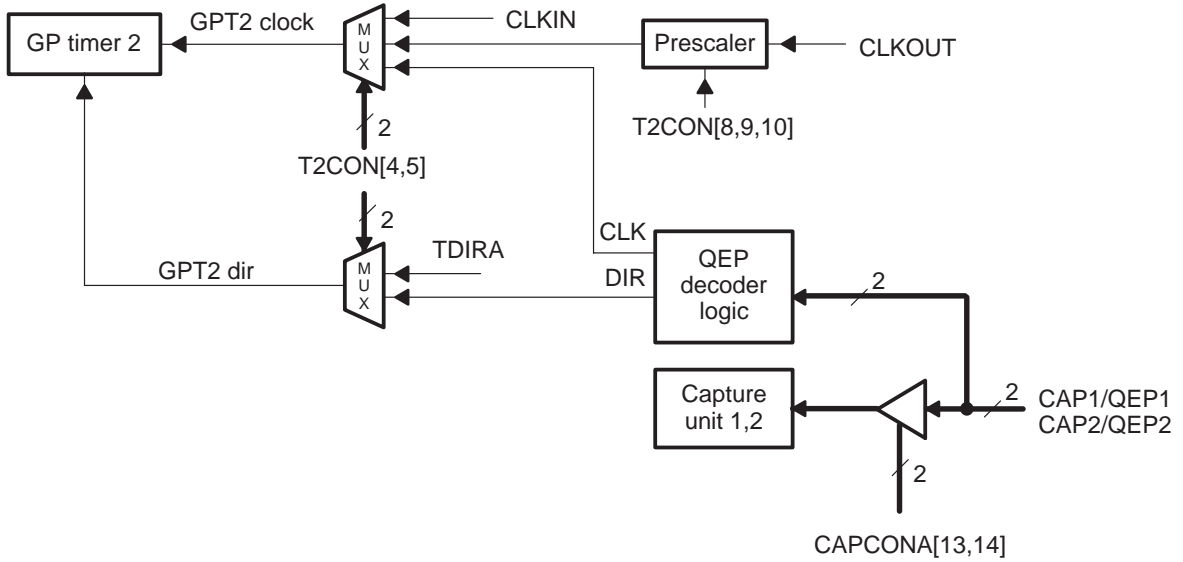 GPT2 clock
CLKIN
GP timer 2
MUX
Prescaler
CLKOUT
2
T2CON[8,9,10]
T2CON[4,5]
2
CLK
TDIRA
QEP
decoder
logic
GPT2 dir
MUX
DIR
2
Capture
unit 1,2
2
CAP1/QEP1
CAP2/QEP2
2
CAPCONA[13,14]